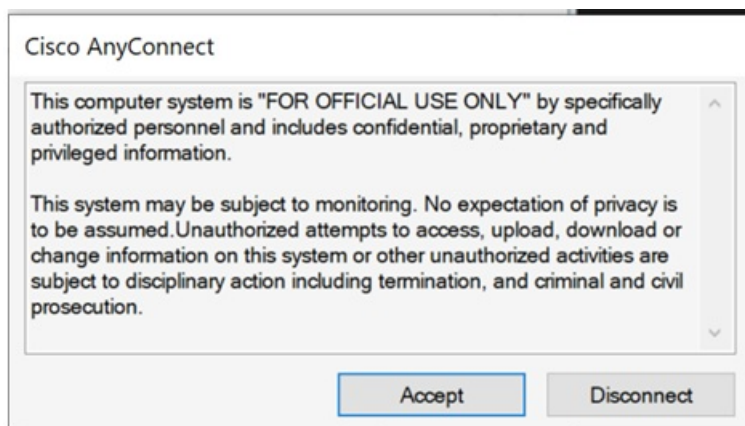 Cisco AnyConnect
This computer system is "FOR OFFICIAL USE ONLY" by specifically
authorized personnel and includes confidential, proprietary and
privileged information.
This system may be subject to monitoring. No expectation of privacy is
to be assumed.Unauthorized attempts to access, upload, download or
change information on this system or other unauthorized activities are
subject to disciplinary action including termination, and criminal and civil
prosecution.
Accept Disconnect